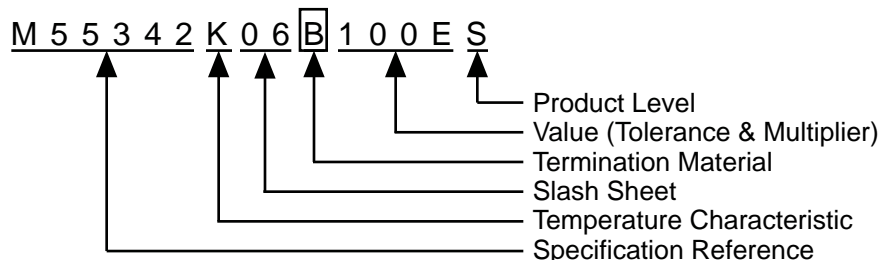 M55342K06B100ES
Product Level
Value (Tolerance & Multiplier)
Termination Material
Slash Sheet
Temperature Characteristic
Specification Reference